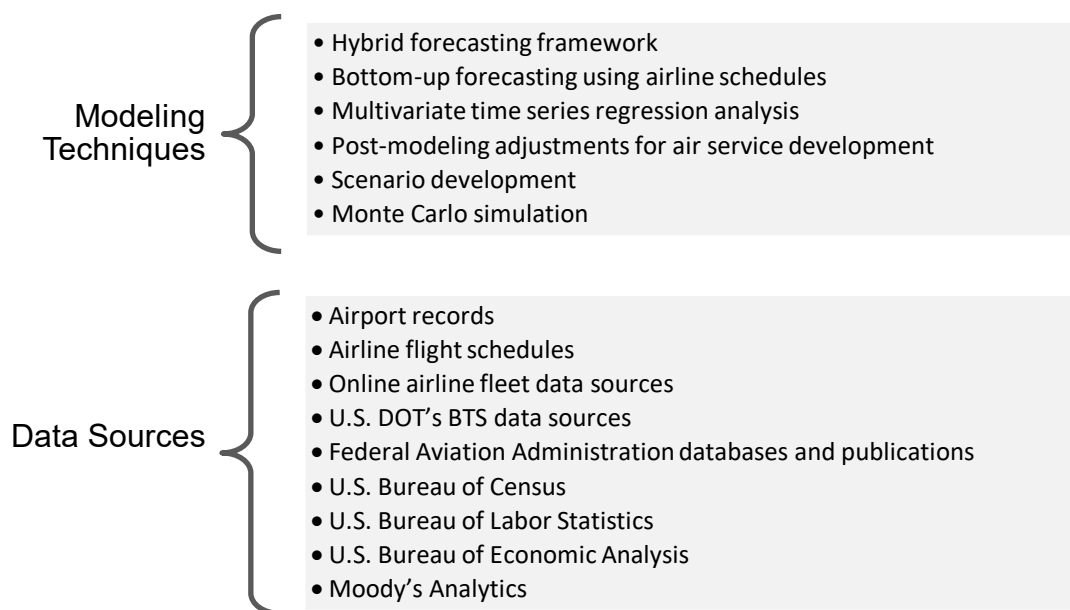 Modeling
Techniques
• Hybrid forecasting framework
• Bottom-up forecasting using airline schedules
• Multivariate time series regression analysis
• Post-modeling adjustments for air service development
• Scenario development
• Monte Carlo simulation
Data Sources
• Airport records
• Airline flight schedules
• Online airline fleet data sources
• U.S. DOT’s BTS data sources
• Federal Aviation Administration databases and publications
• U.S. Bureau of Census
• U.S. Bureau of Labor Statistics
• U.S. Bureau of Economic Analysis
• Moody’s Analytics